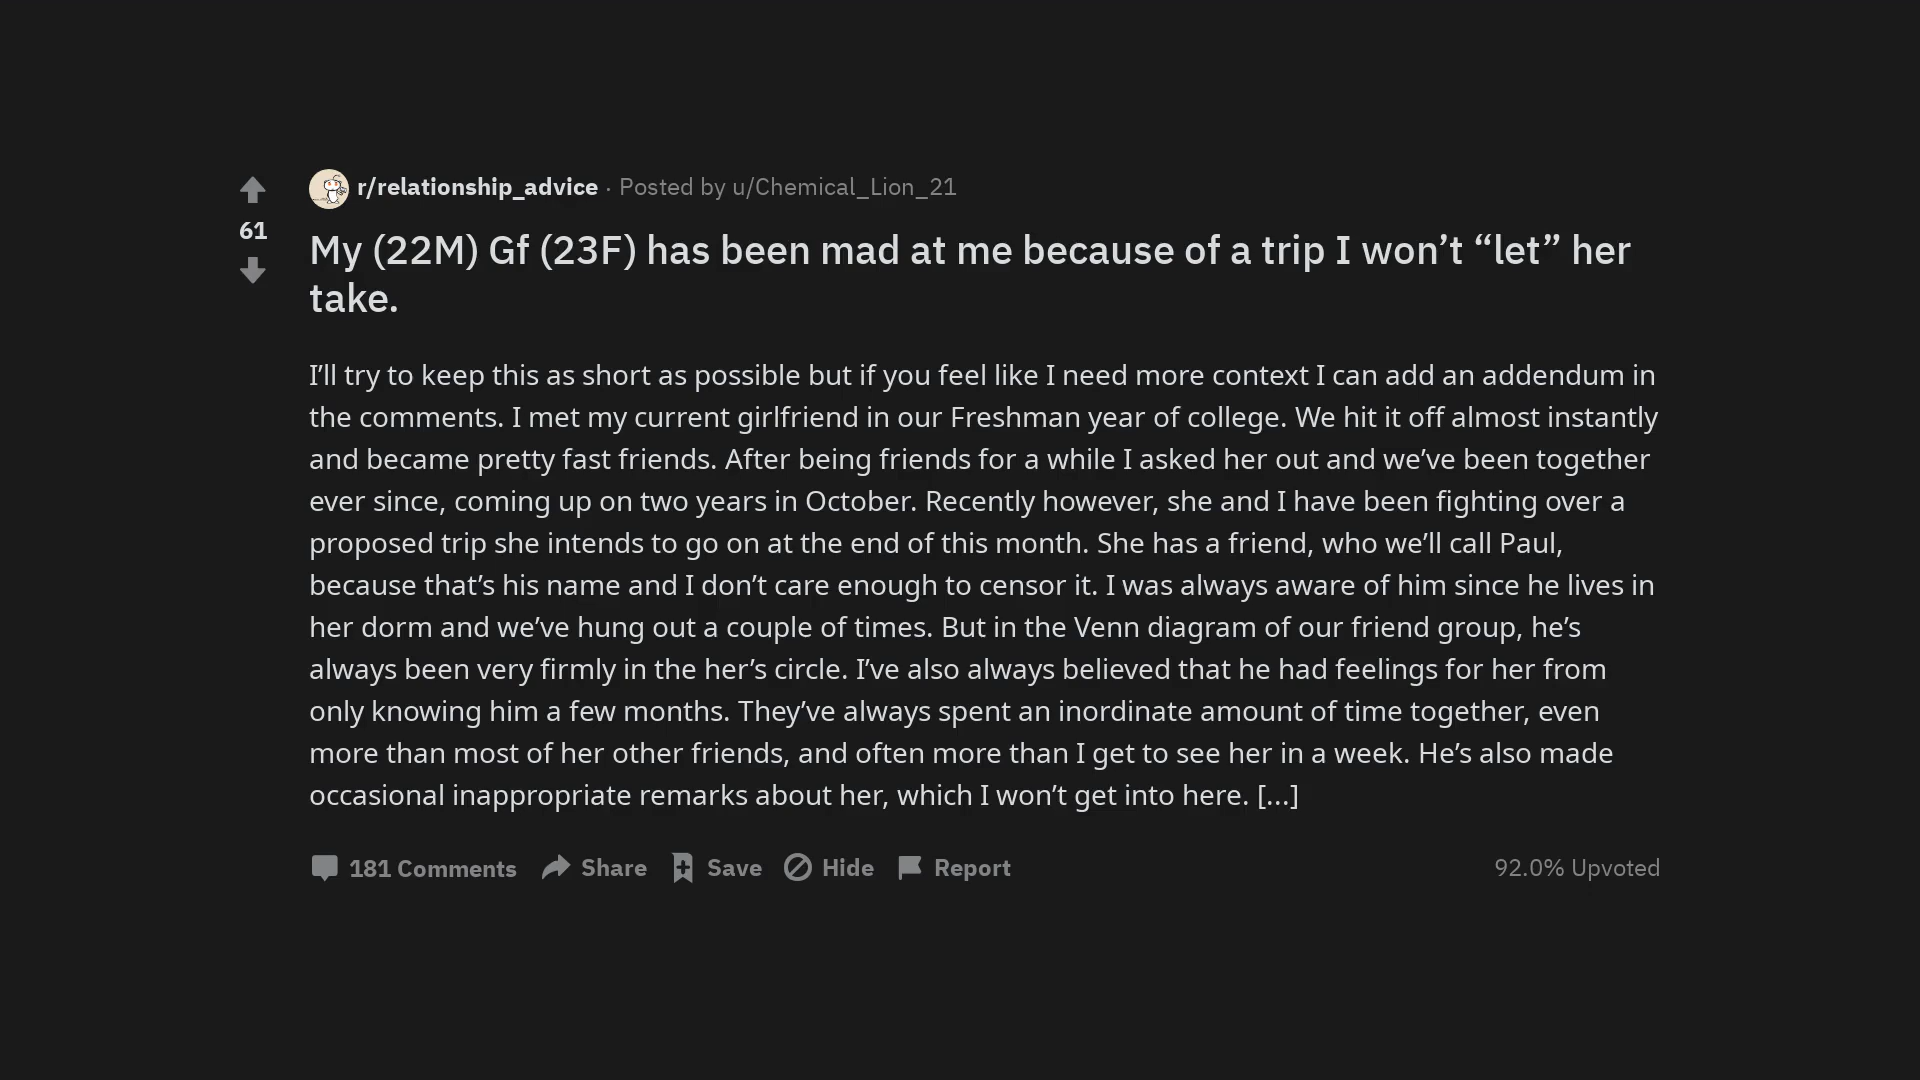 r/relationship_advice · Posted by u/Chemical_Lion_21
61
My (22M) Gf (23F) has been mad at me because of a trip I won’t “let” her
take.
I’ll try to keep this as short as possible but if you feel like I need more context I can add an addendum in
the comments. I met my current girlfriend in our Freshman year of college. We hit it off almost instantly
and became pretty fast friends. After being friends for a while I asked her out and we’ve been together
ever since, coming up on two years in October. Recently however, she and I have been fighting over a
proposed trip she intends to go on at the end of this month. She has a friend, who we’ll call Paul,
because that’s his name and I don’t care enough to censor it. I was always aware of him since he lives in
her dorm and we’ve hung out a couple of times. But in the Venn diagram of our friend group, he’s
always been very firmly in the her’s circle. I’ve also always believed that he had feelings for her from
only knowing him a few months. They’ve always spent an inordinate amount of time together, even
more than most of her other friends, and often more than I get to see her in a week. He’s also made
occasional inappropriate remarks about her, which I won’t get into here. [...]
181 Comments Share Save Hide Report 92.0% Upvoted